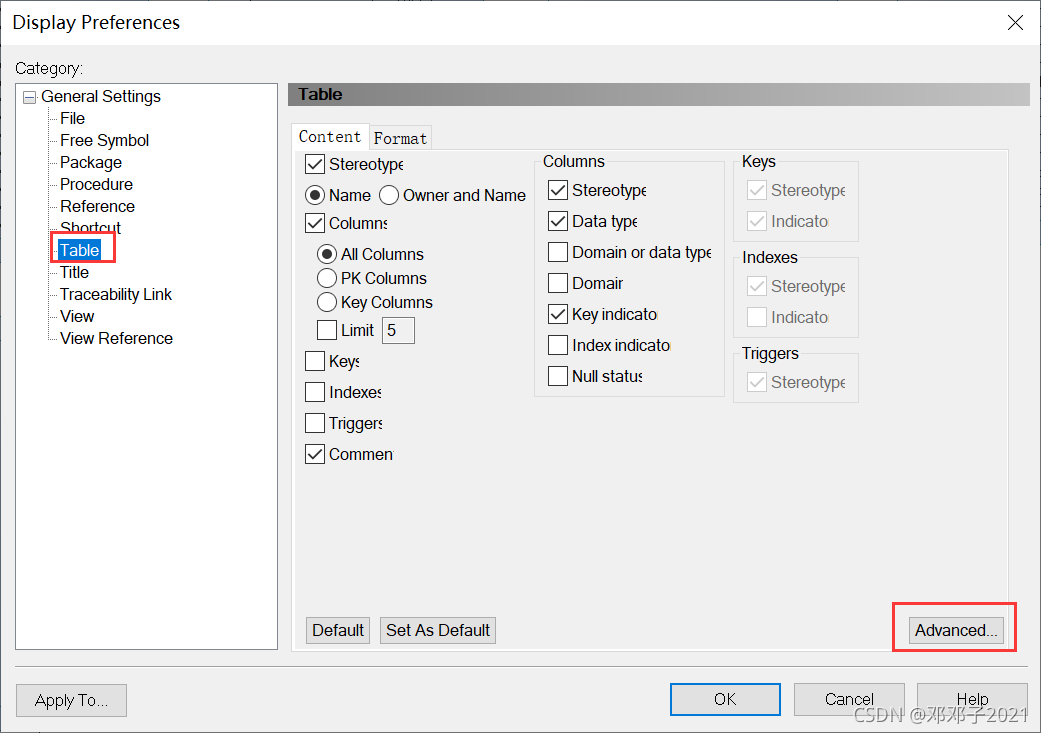 Display Preferences
Category:
General Settings
File
Free Symbol
Package
Procedure
Reference
Shortcut
Table
Title
Traceability Link
View
View Reference
Table
Content Format
Stereotype
Name Owner and Name
Columns
All Columns
PK Columns
Key Columns
Limit 5
Keys
Indexes
Triggers
Commen
Columns
Stereotype
Data type
Domain or data type
Domain
Key indicato
Index indicato
Null status
Keys
Stereotype
Indicato
Indexes
Stereotype
Indicato
Triggers
Stereotype
Default Set As Default Advanced...
Apply To... OK Cancel Help
CSDN @邓邓子2021